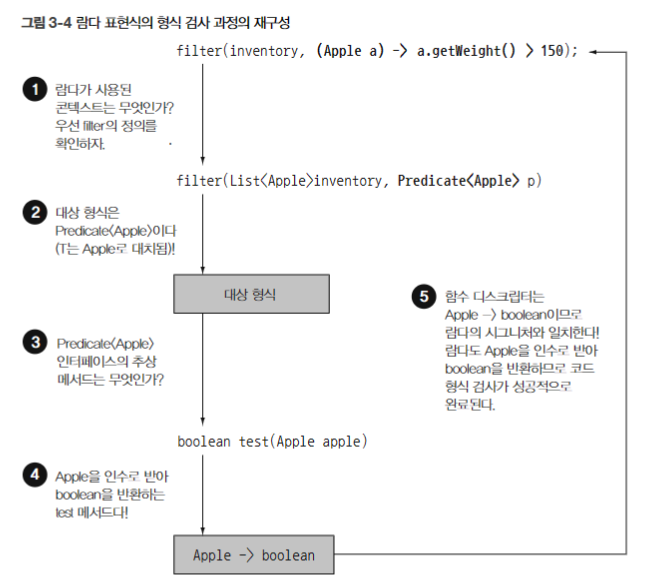 그림 3-4 람다 표현식의 형식 검사 과정의 재구성
filter(inventory, (Apple a) -> a.getWeight() > 150);
1 람다가 사용된
콘텍스트는 무엇인가?
우선 filter의 정의를
확인하자.
filter(List<Apple>inventory, Predicate<Apple> p)
2 대상 형식은
Predicate<Apple>이다
(T는 Apple로 대치됨)!
대상 형식
3 Predicate<Apple>
인터페이스의 추상
메서드는 무엇인가?
boolean test(Apple apple)
4 Apple을 인수로 받아
boolean을 반환하는
test 메서드다!
Apple -> boolean
5 함수 디스크립터는
Apple -> boolean이므로
람다의 시그니처와 일치한다!
람다도 Apple을 인수로 받아
boolean을 반환하므로 코드
형식 검사가 성공적으로
완료된다.